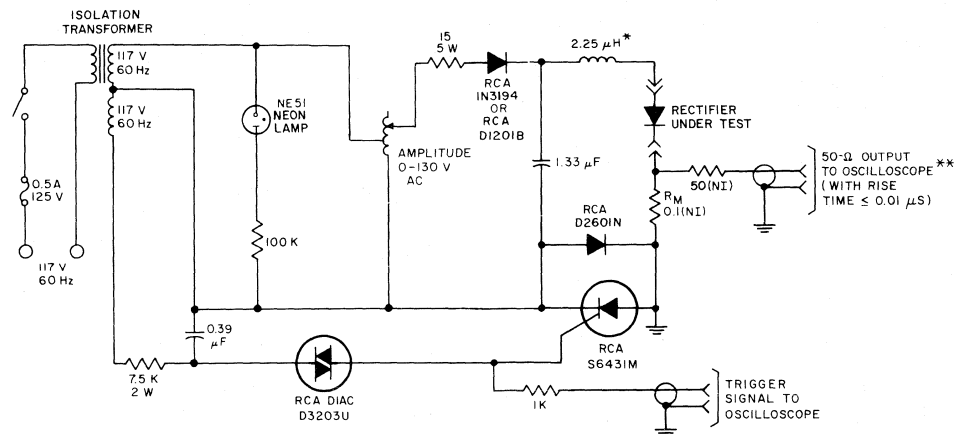 ISOLATION
TRANSFORMER
117 V
60 Hz
117 V
60 Hz
0.5A
125 V
117 V
60 Hz
NE51
NEON
LAMP
100 K
AMPLITUDE
0-130 V
AC
15
5 W
RCA
1N3194
OR
RCA
D1201B
2.25 μH*
1.33 μF
RECTIFIER
UNDER TEST
50(NI)
50-Ω OUTPUT
TO OSCILLOSCOPE**
(WITH RISE
TIME ≤ 0.01 μS)
RM
0.1(NI)
RCA
D2601N
RCA
S6431M
0.39
μF
7.5 K
2 W
RCA DIAC
D3203U
1K
TRIGGER
SIGNAL TO
OSCILLOSCOPE